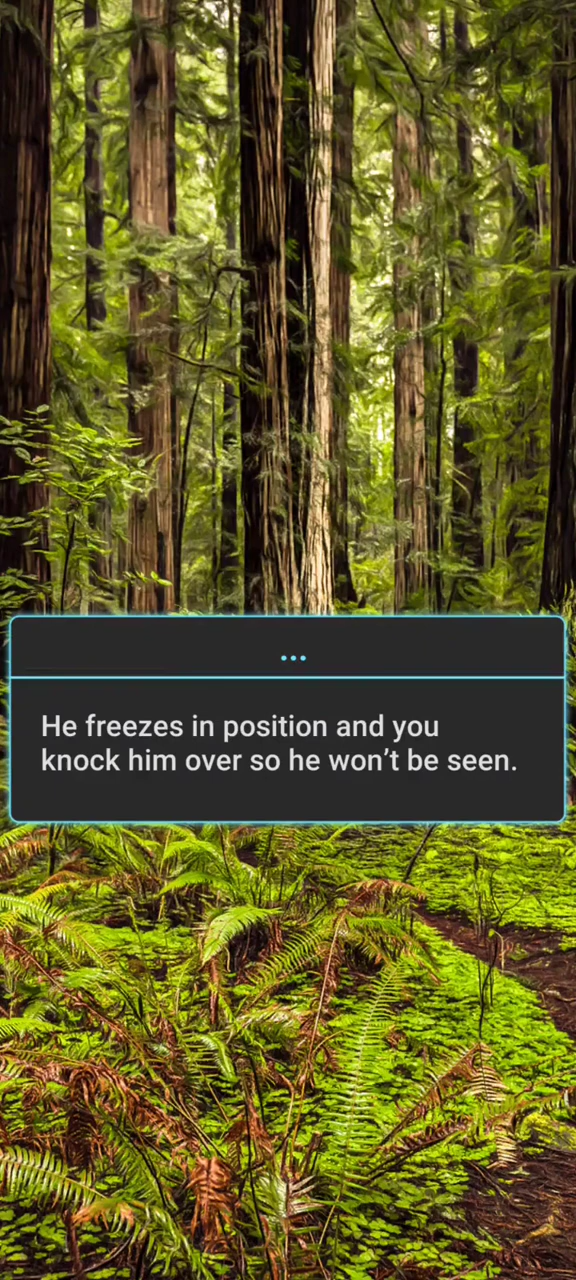 ...
He freezes in position and you
knock him over so he won’t be seen.